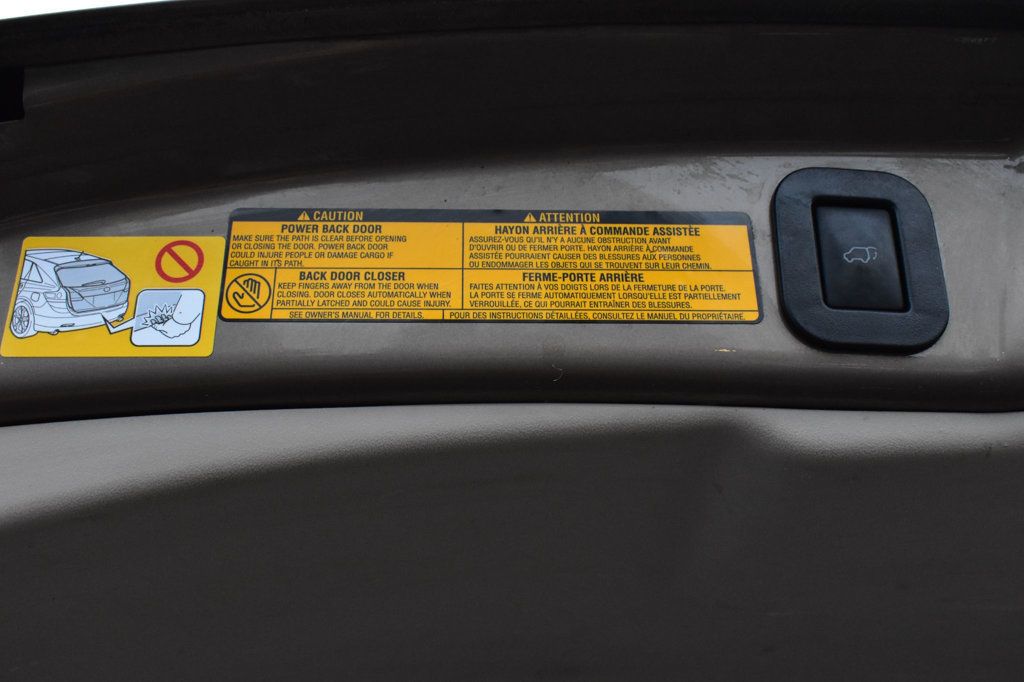 CAUTION
POWER BACK DOOR
MAKE SURE THE PATH IS CLEAR BEFORE OPENING
OR CLOSING THE DOOR. POWER BACK DOOR
COULD INJURE PEOPLE OR DAMAGE CARGO IF
CAUGHT IN IT'S PATH.
BACK DOOR CLOSER
KEEP FINGERS AWAY FROM THE DOOR WHEN
CLOSING. DOOR CLOSES AUTOMATICALLY WHEN
PARTIALLY LATCHED AND COULD CAUSE INJURY.
SEE OWNER'S MANUAL FOR DETAILS.
ATTENTION
HAYON ARRIÈRE À COMMANDE ASSISTÉE
ASSUREZ-VOUS QU'IL N'Y A AUCUNE OBSTRUCTION AVANT
D'OUVRIR OU DE FERMER PORTE. HAYON ARRIÈRE À COMMANDE
ASSISTÉE POURRAIENT CAUSER DES BLESSURES AUX PERSONNES
OU ENDOMMAGER LES OBJETS QUI SE TROUVENT SUR LEUR CHEMIN.
FERME-PORTE ARRIÈRE
FAITES ATTENTION À VOS DOIGTS LORS DE LA FERMETURE DE LA PORTE.
LA PORTE SE FERME AUTOMATIQUEMENT LORSQU'ELLE EST PARTIELLEMENT
VERROUILLÉE, CE QUI POURRAIT ENTRAÎNER DES BLESSURES.
POUR DES INSTRUCTIONS DÉTAILLÉES, CONSULTEZ LE MANUEL DU PROPRIÉTAIRE.